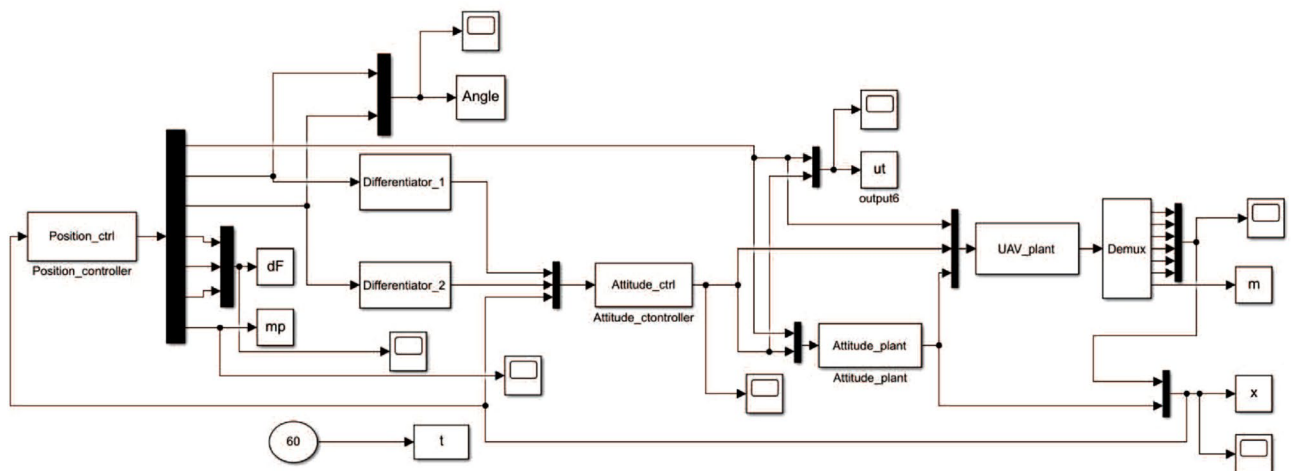 Angle
Differentiator_1
ut
output6
Position_ctrl
Position_controller
dF
UAV_plant
Demux
Differentiator_2
Attitude_ctrl
Attitude_ctontroller
m
mp
Attitude_plant
Attitude_plant
x
60
t